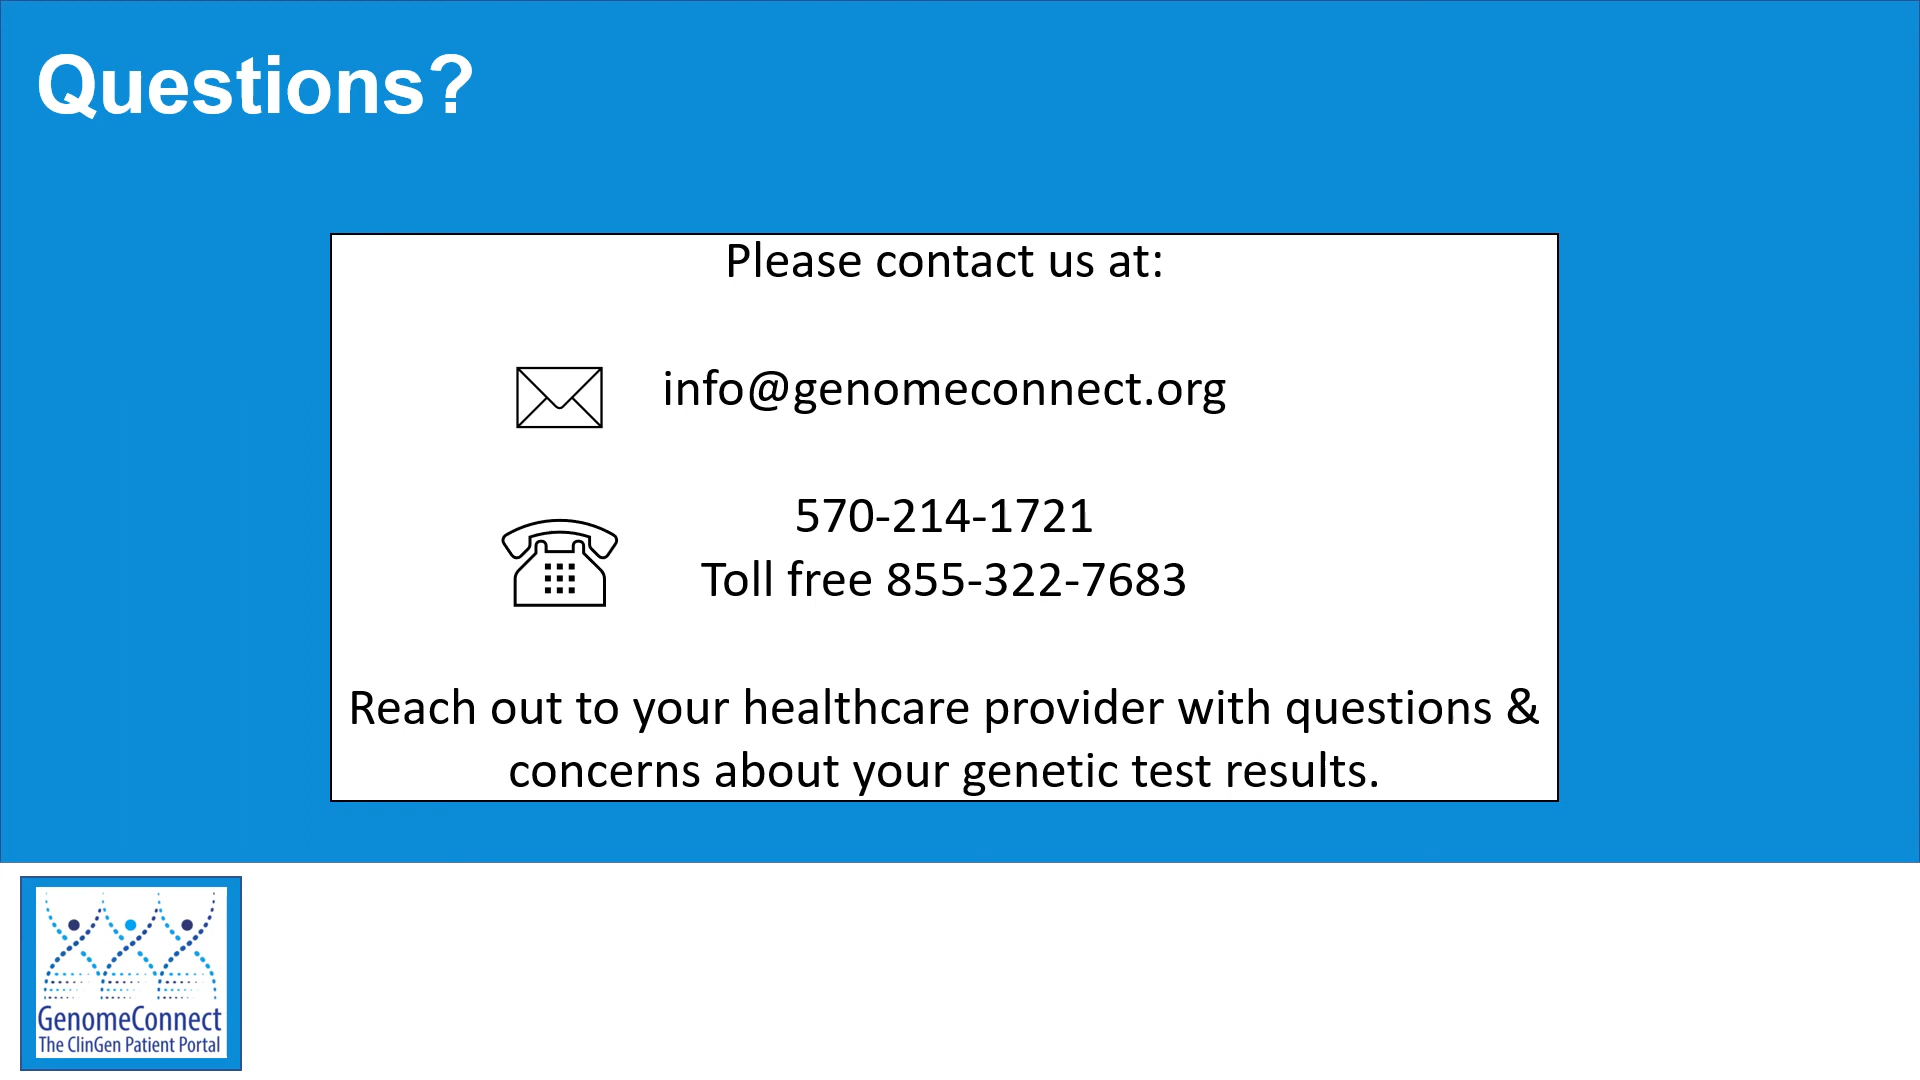 Questions?
Please contact us at:
info@genomeconnect.org
570-214-1721
Toll free 855-322-7683
Reach out to your healthcare provider with questions &
concerns about your genetic test results.
GenomeConnect
The ClinGen Patient Portal